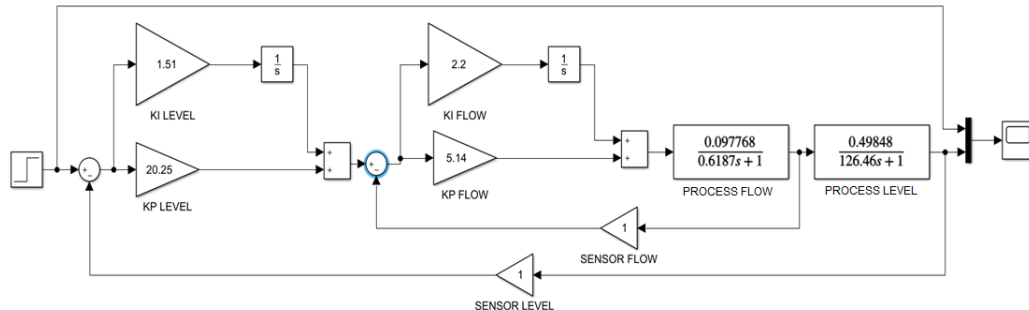 1.51
1
s
KI LEVEL
20.25
KP LEVEL
+
−
+
+
2.2
1
s
KI FLOW
5.14
KP FLOW
+
−
+
+
0.097768
0.6187s + 1
PROCESS FLOW
0.49848
126.46s + 1
PROCESS LEVEL
1
SENSOR FLOW
1
SENSOR LEVEL